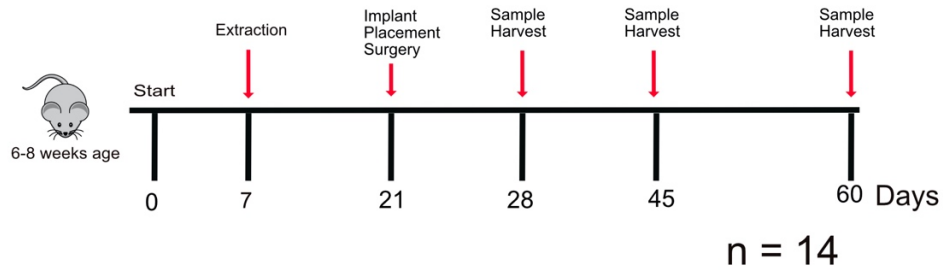 Extraction
Implant
Placement
Surgery
Sample
Harvest
Sample
Harvest
Sample
Harvest
Start
6-8 weeks age
0
7
21
28
45
60 Days
n = 14